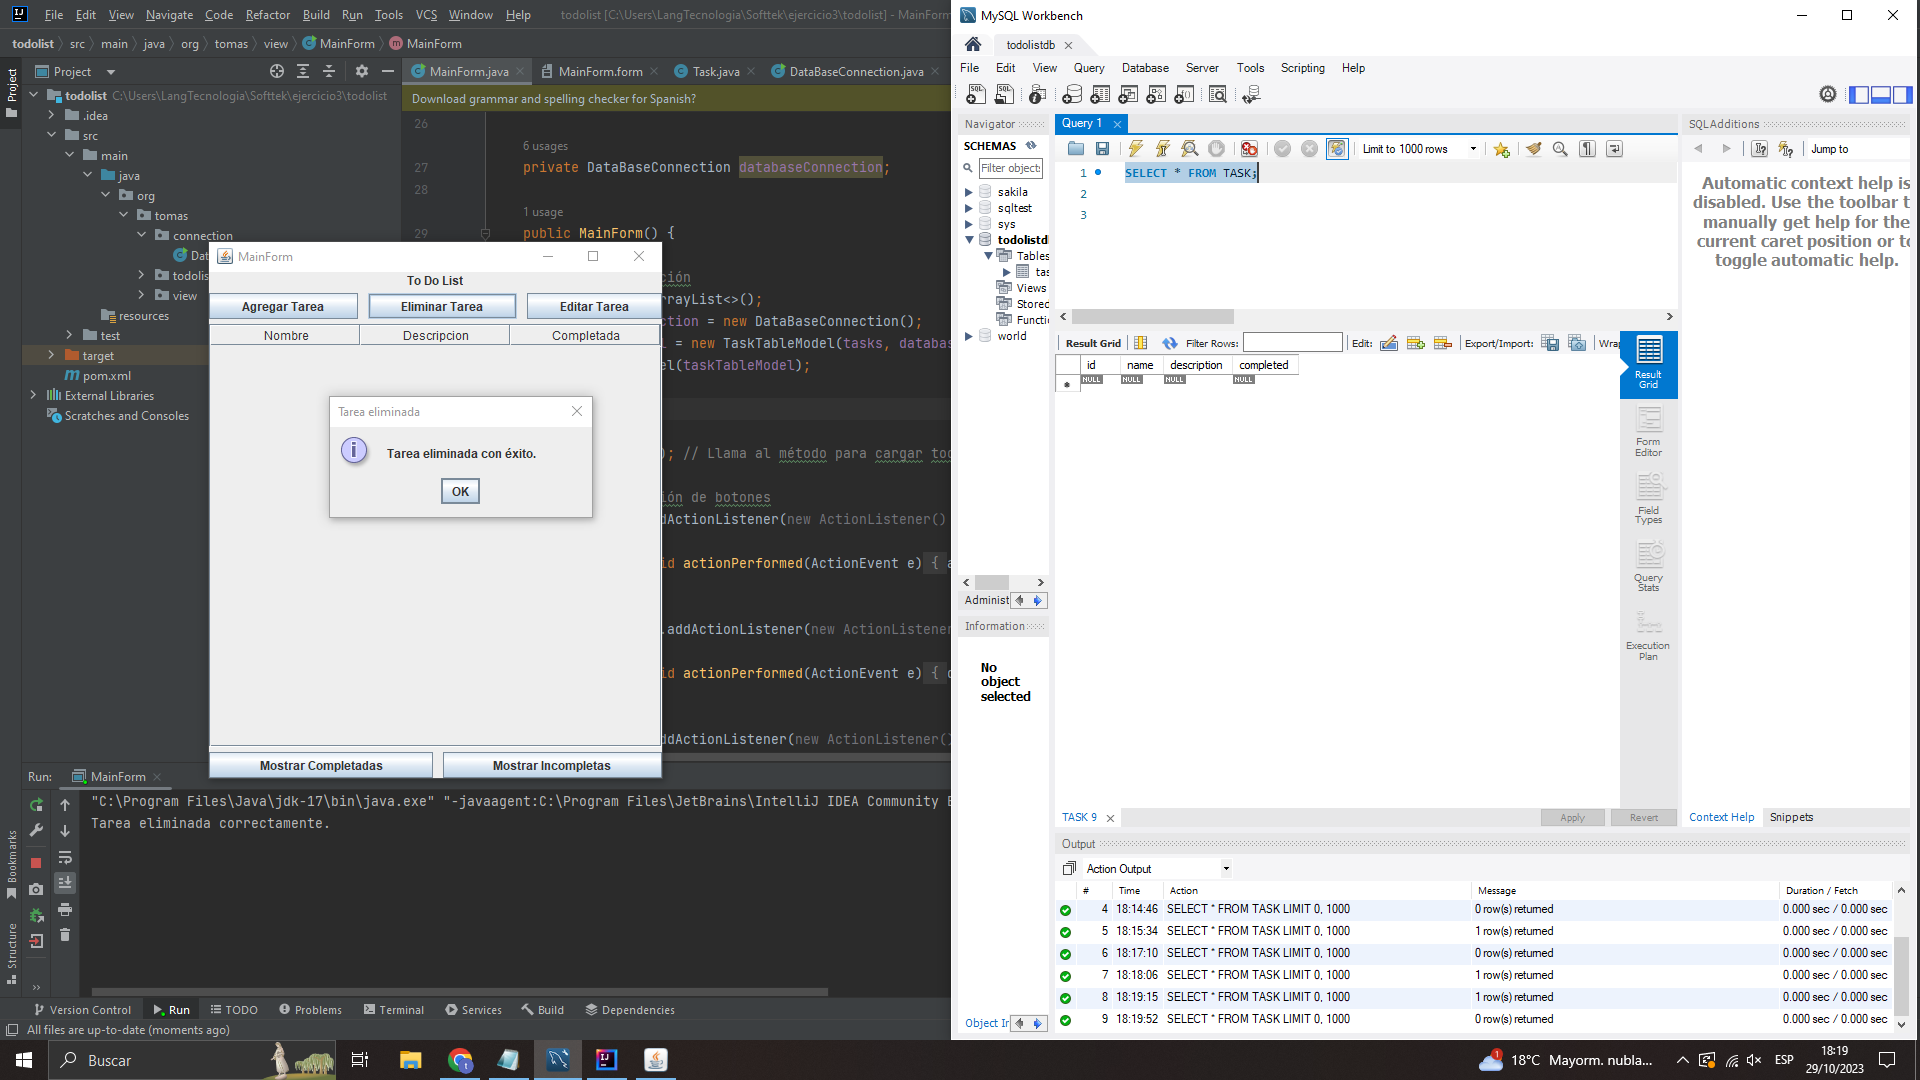 File Edit View Navigate Code Refactor Build Run Tools VCS Window Help todolist [C:\Users\LangTecnologia\Softtek\ejercicio3\todolist] - MainForm
todolist src main java org tomas view MainForm MainForm
Project
Project
MainForm.java MainForm.form Task.java DataBaseConnection.java
todolist C:\Users\LangTecnologia\Softtek\ejercicio3\todolist
Download grammar and spelling checker for Spanish?
.idea
src
main
java
org
tomas
connection
Dat
todolis
view
resources
test
target
pom.xml
External Libraries
Scratches and Consoles
26
6 usages
27 private DataBaseConnection databaseConnection;
28
1 usage
29 public MainForm() {
ción
rrayList<>();
ction = new DataBaseConnection();
l = new TaskTableModel(tasks, databas
el(taskTableModel);
); // Llama al método para cargar tod
ión de botones
dActionListener(new ActionListener()
id actionPerformed(ActionEvent e) { a
.addActionListener(new ActionListener
id actionPerformed(ActionEvent e) { 
ddActionListener(new ActionListener()
MainForm
To Do List
Agregar Tarea Eliminar Tarea Editar Tarea
Nombre Descripcion Completada
Tarea eliminada
Tarea eliminada con éxito.
OK
Mostrar Completadas Mostrar Incompletas
Run: MainForm
"C:\Program Files\Java\jdk-17\bin\java.exe" "-javaagent:C:\Program Files\JetBrains\IntelliJ IDEA Community E
Tarea eliminada correctamente.
Bookmarks
Structure
Version Control Run TODO Problems Terminal Services Build Dependencies
All files are up-to-date (moments ago)
MySQL Workbench
todolistdb
File Edit View Query Database Server Tools Scripting Help
Navigator
SCHEMAS
Filter objects
sakila
sqltest
sys
todolistdb
Tables
tas
Views
Stored
Functi
world
Administ
Information
No object selected
Object In
Query 1
Limit to 1000 rows
1 SELECT * FROM TASK;
2
3
Result Grid Filter Rows: Edit: Export/Import: Wrap
id name description completed
NULL NULL NULL NULL
Result Grid
Form Editor
Field Types
Query Stats
Execution Plan
TASK 9 Apply Revert
SQLAdditions
Jump to
Automatic context help is
disabled. Use the toolbar t
manually get help for the
current caret position or to
toggle automatic help.
Context Help Snippets
Output
Action Output
# Time Action Message Duration / Fetch
4 18:14:46 SELECT * FROM TASK LIMIT 0, 1000 0 row(s) returned 0.000 sec / 0.000 sec
5 18:15:34 SELECT * FROM TASK LIMIT 0, 1000 1 row(s) returned 0.000 sec / 0.000 sec
6 18:17:10 SELECT * FROM TASK LIMIT 0, 1000 0 row(s) returned 0.000 sec / 0.000 sec
7 18:18:06 SELECT * FROM TASK LIMIT 0, 1000 1 row(s) returned 0.000 sec / 0.000 sec
8 18:19:15 SELECT * FROM TASK LIMIT 0, 1000 1 row(s) returned 0.000 sec / 0.000 sec
9 18:19:52 SELECT * FROM TASK LIMIT 0, 1000 0 row(s) returned 0.000 sec / 0.000 sec
Buscar
18°C Mayorm. nubla...
ESP
18:19
29/10/2023